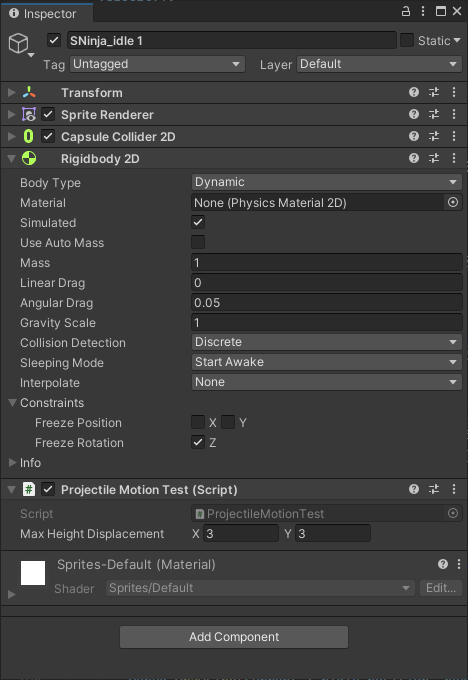 Inspector
SNinja_idle 1 Static
Tag Untagged Layer Default
Transform
Sprite Renderer
Capsule Collider 2D
Rigidbody 2D
Body Type Dynamic
Material None (Physics Material 2D)
Simulated
Use Auto Mass
Mass 1
Linear Drag 0
Angular Drag 0.05
Gravity Scale 1
Collision Detection Discrete
Sleeping Mode Start Awake
Interpolate None
Constraints
Freeze Position X Y
Freeze Rotation Z
Info
Projectile Motion Test (Script)
Script ProjectileMotionTest
Max Height Displacement X 3 Y 3
Sprites-Default (Material)
Shader Sprites/Default Edit...
Add Component